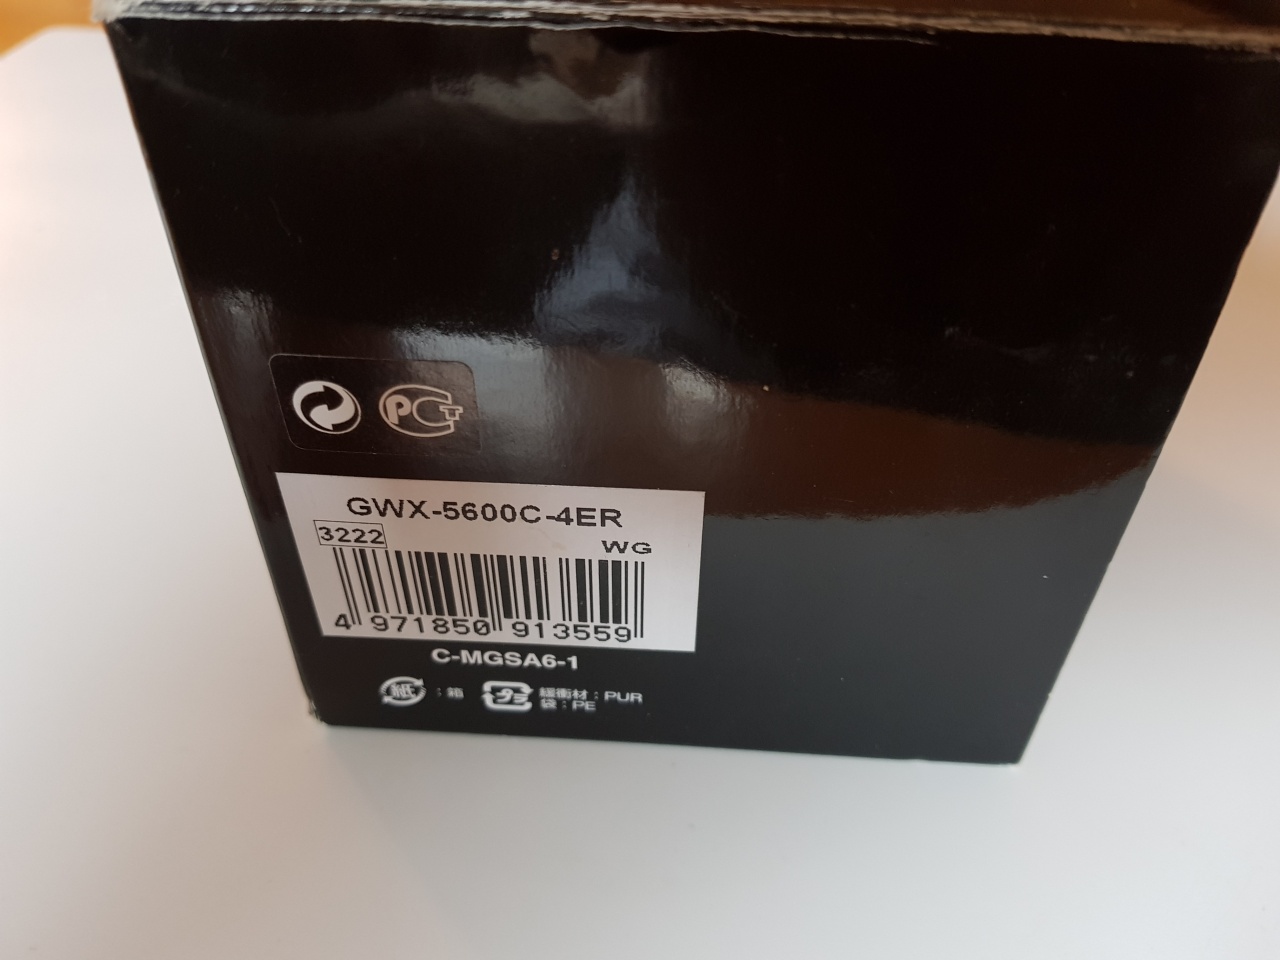 PCT
GWX-5600C-4ER
3222
WG
4 971850 913559
C-MGSA6-1
紙 : 箱
プラ 緩衝材 : PUR
袋 : PE